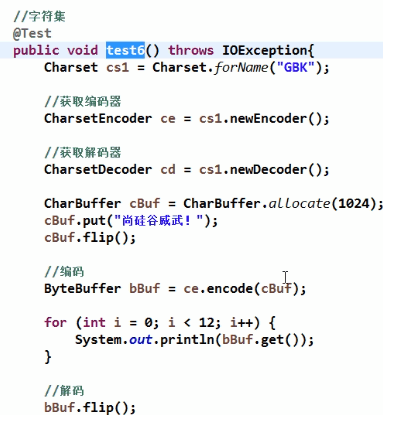 //字符集
@Test
public void test6() throws IOException{
Charset cs1 = Charset.forName("GBK");
//获取编码器
CharsetEncoder ce = cs1.newEncoder();
//获取解码器
CharsetDecoder cd = cs1.newDecoder();
CharBuffer cBuf = CharBuffer.allocate(1024);
cBuf.put("尚硅谷威武！");
cBuf.flip();
//编码
ByteBuffer bBuf = ce.encode(cBuf);
for (int i = 0; i < 12; i++) {
System.out.println(bBuf.get());
}
//解码
bBuf.flip();